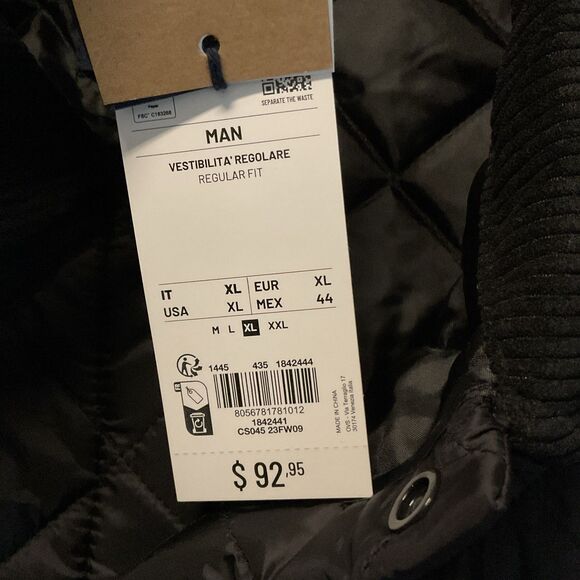 Paper
FSC® C183288
SEPARATE THE WASTE
MAN
VESTIBILITA' REGOLARE
REGULAR FIT
IT XL EUR XL
USA XL MEX 44
M L XL XXL
1445 435 1842444
8056781781012
1842441
CS045 23FW09
MADE IN CHINA
OVS - Via Terraglio 17
30174 Venezia Italia
$ 92,95